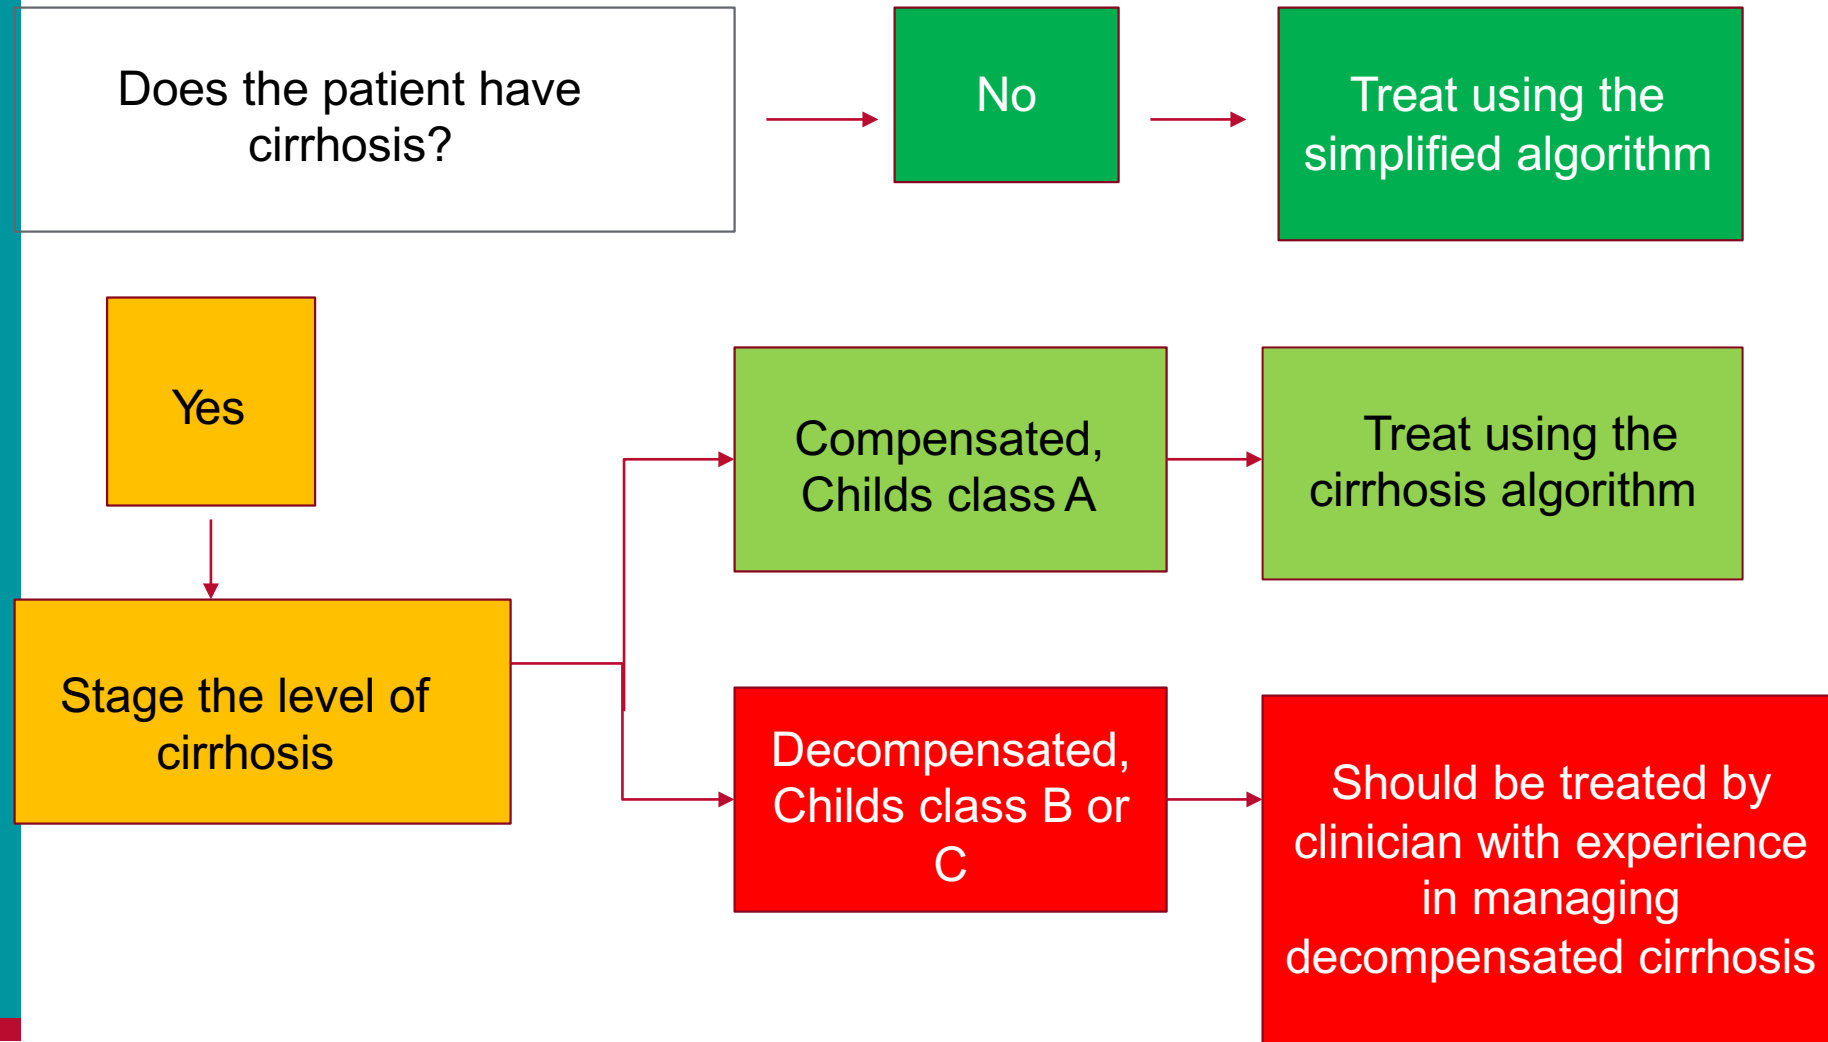 Does the patient have
cirrhosis?
No
Treat using the
simplified algorithm
Yes
Stage the level of
cirrhosis
Compensated,
Childs class A
Treat using the
cirrhosis algorithm
Decompensated,
Childs class B or
C
Should be treated by
clinician with experience
in managing
decompensated cirrhosis